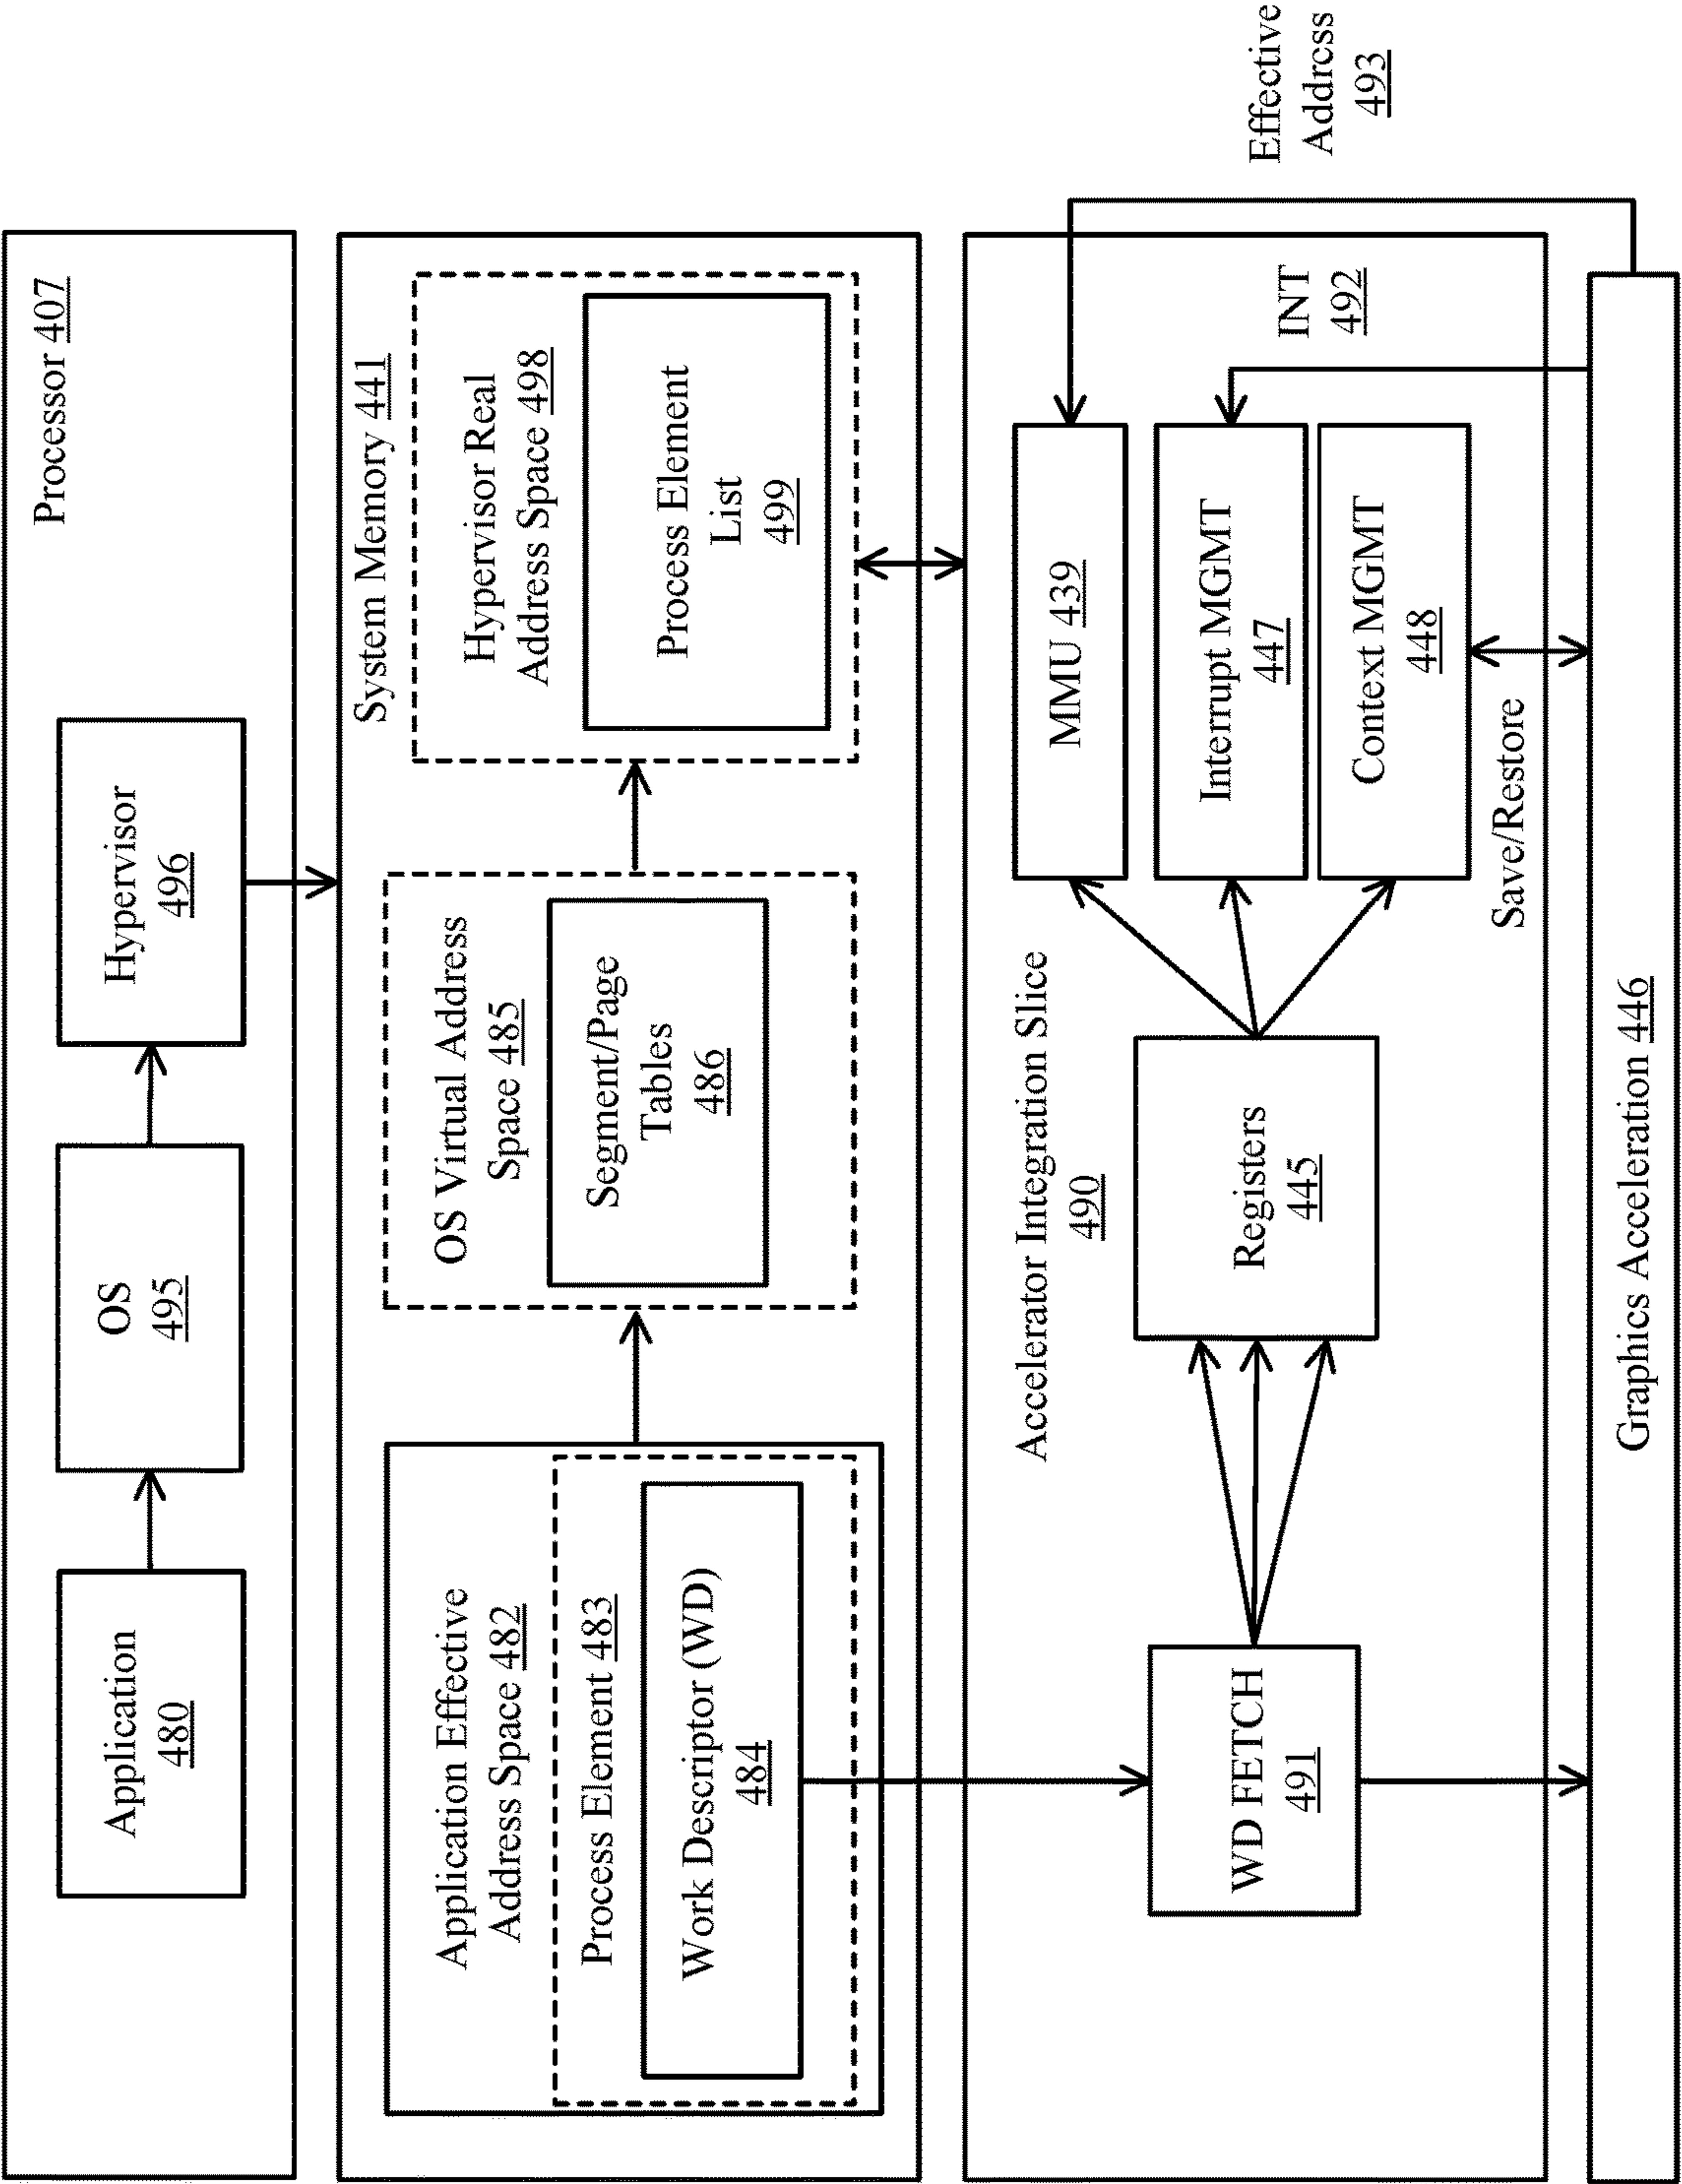 Processor 407
Application
480
OS
495
Hypervisor
496
System Memory 441
Application Effective
Address Space 482
Process Element 483
Work Descriptor (WD)
484
OS Virtual Address
Space 485
Segment/Page
Tables
486
Hypervisor Real
Address Space 498
Process Element
List
499
Accelerator Integration Slice
490
WD FETCH
491
Registers
445
MMU 439
Interrupt MGMT
447
Context MGMT
448
Save/Restore
INT
492
Effective
Addrcss
493
Graphics Acceleration 446